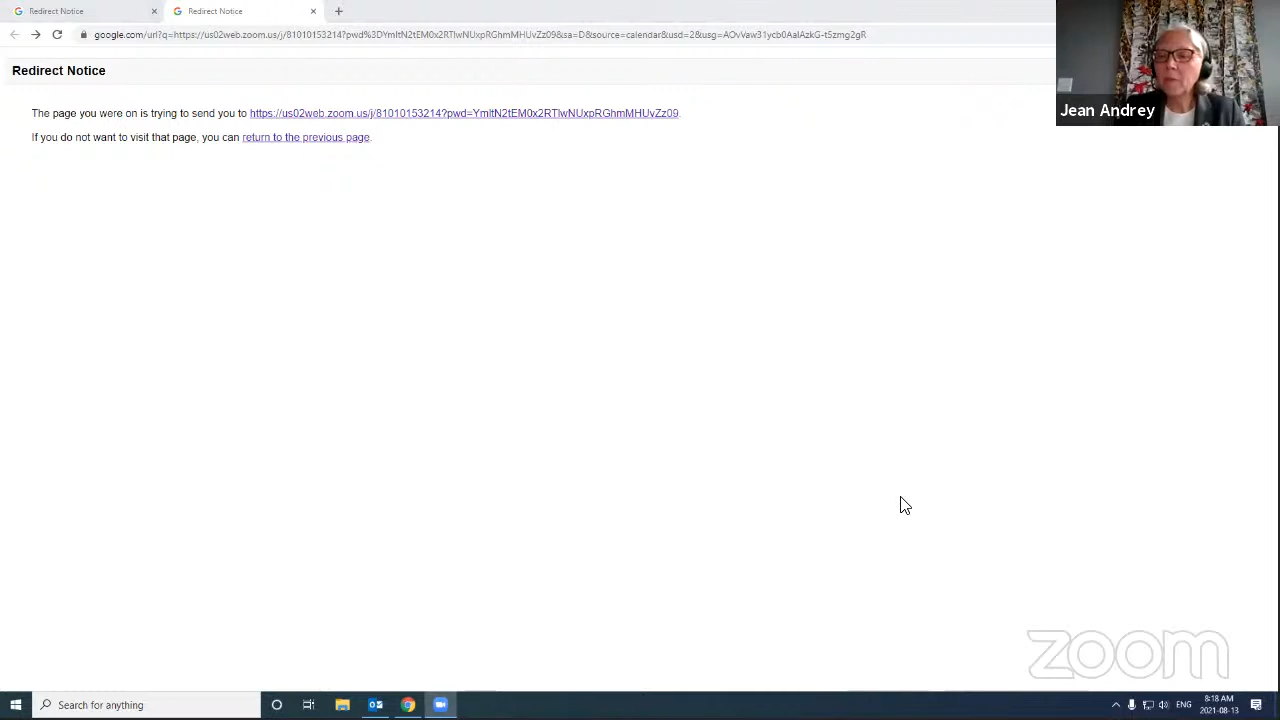 Redirect Notice
Redirect Notice
google.com/url?q=https://us02web.zoom.us/j/81010153214?pwd%3DYmltN2tEM0x2RTlwNUxpRGhmMHUvZz09&sa=D&source=calendar&usd=2&usg=AOvVaw31ycb0AalAzkG-t5zmg2gR
Redirect Notice
The page you were on is trying to send you to https://us02web.zoom.us/j/81010153214?pwd=YmltN2tEM0x2RTlwNUxpRGhmMHUvZz09.
If you do not want to visit that page, you can return to the previous page.
Jean Andrey
zoom
Search for anything
ENG
8:18 AM
2021-08-13